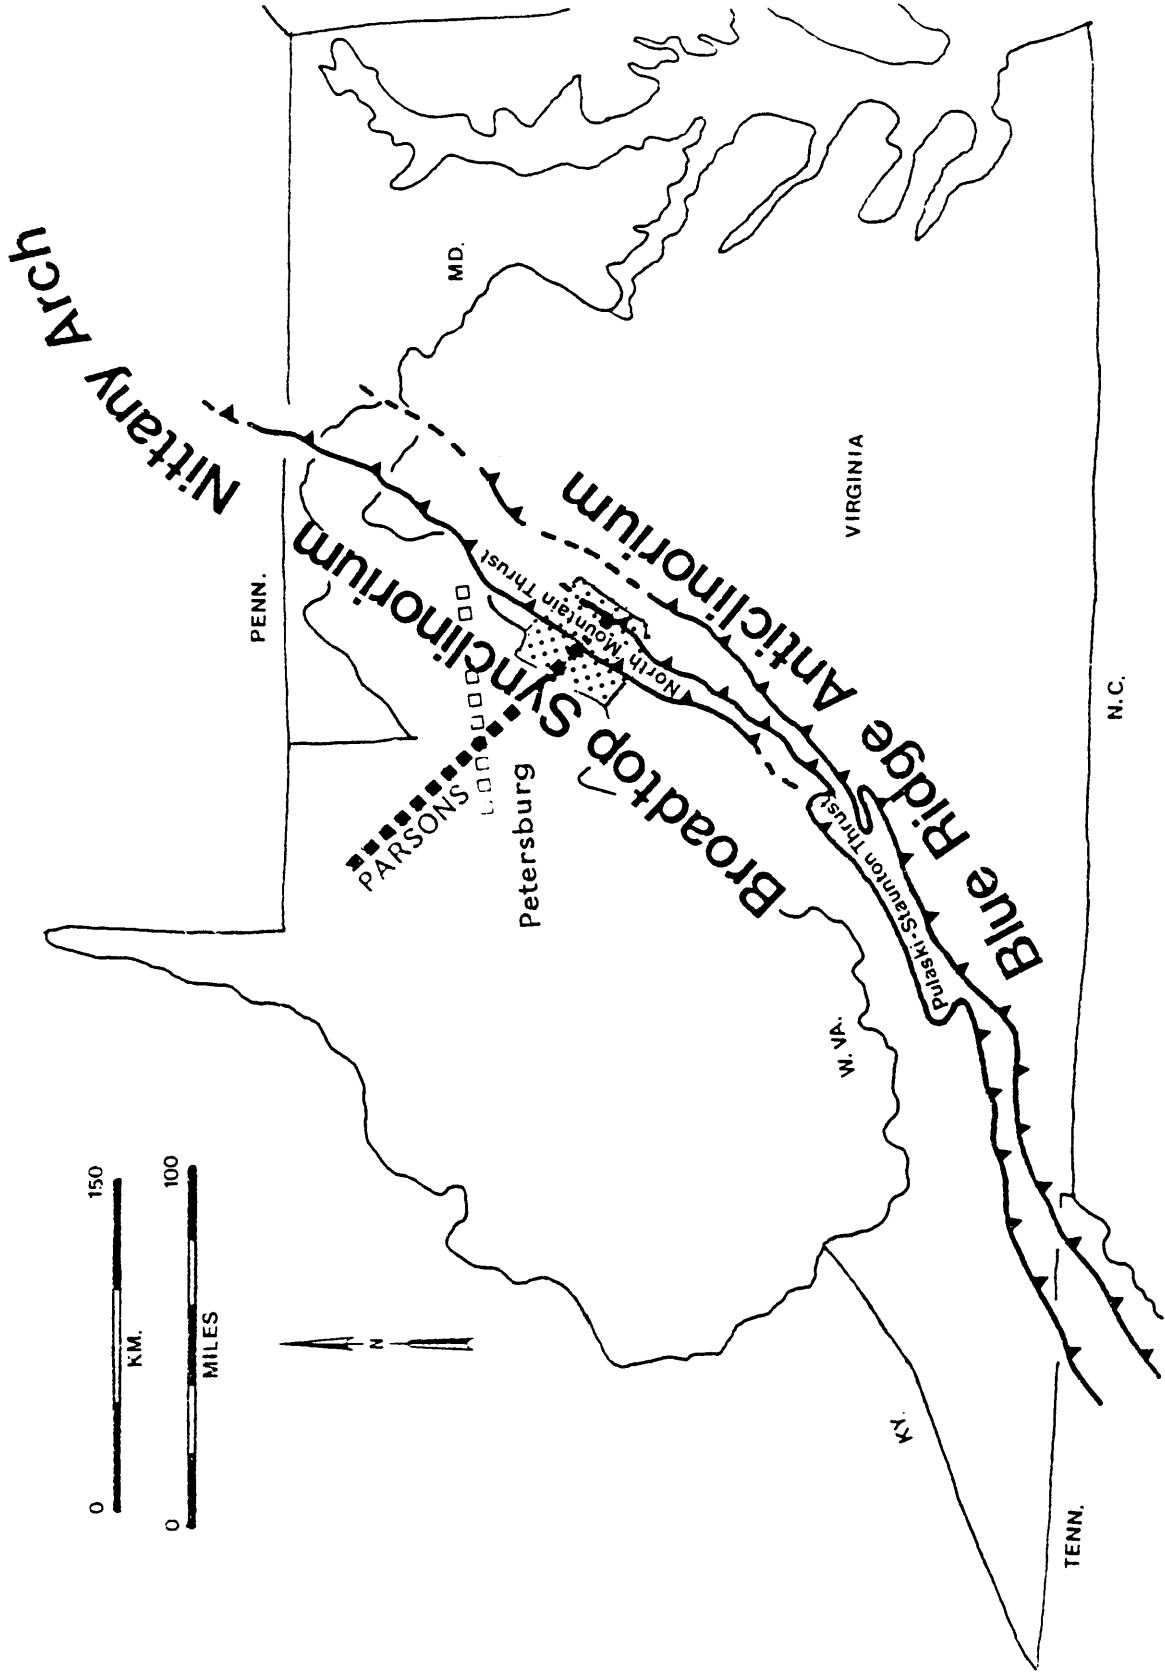 0 150
KM.
0 100
MILES
N
Nittany Arch
PENN.
MD.
PARSONS
Petersburg
Broadtop Synclinorium
North Mountain Thrust
Blue Ridge Anticlinorium
VIRGINIA
Pulaski-Staunton Thrust
W. VA.
KY.
TENN.
N.C.